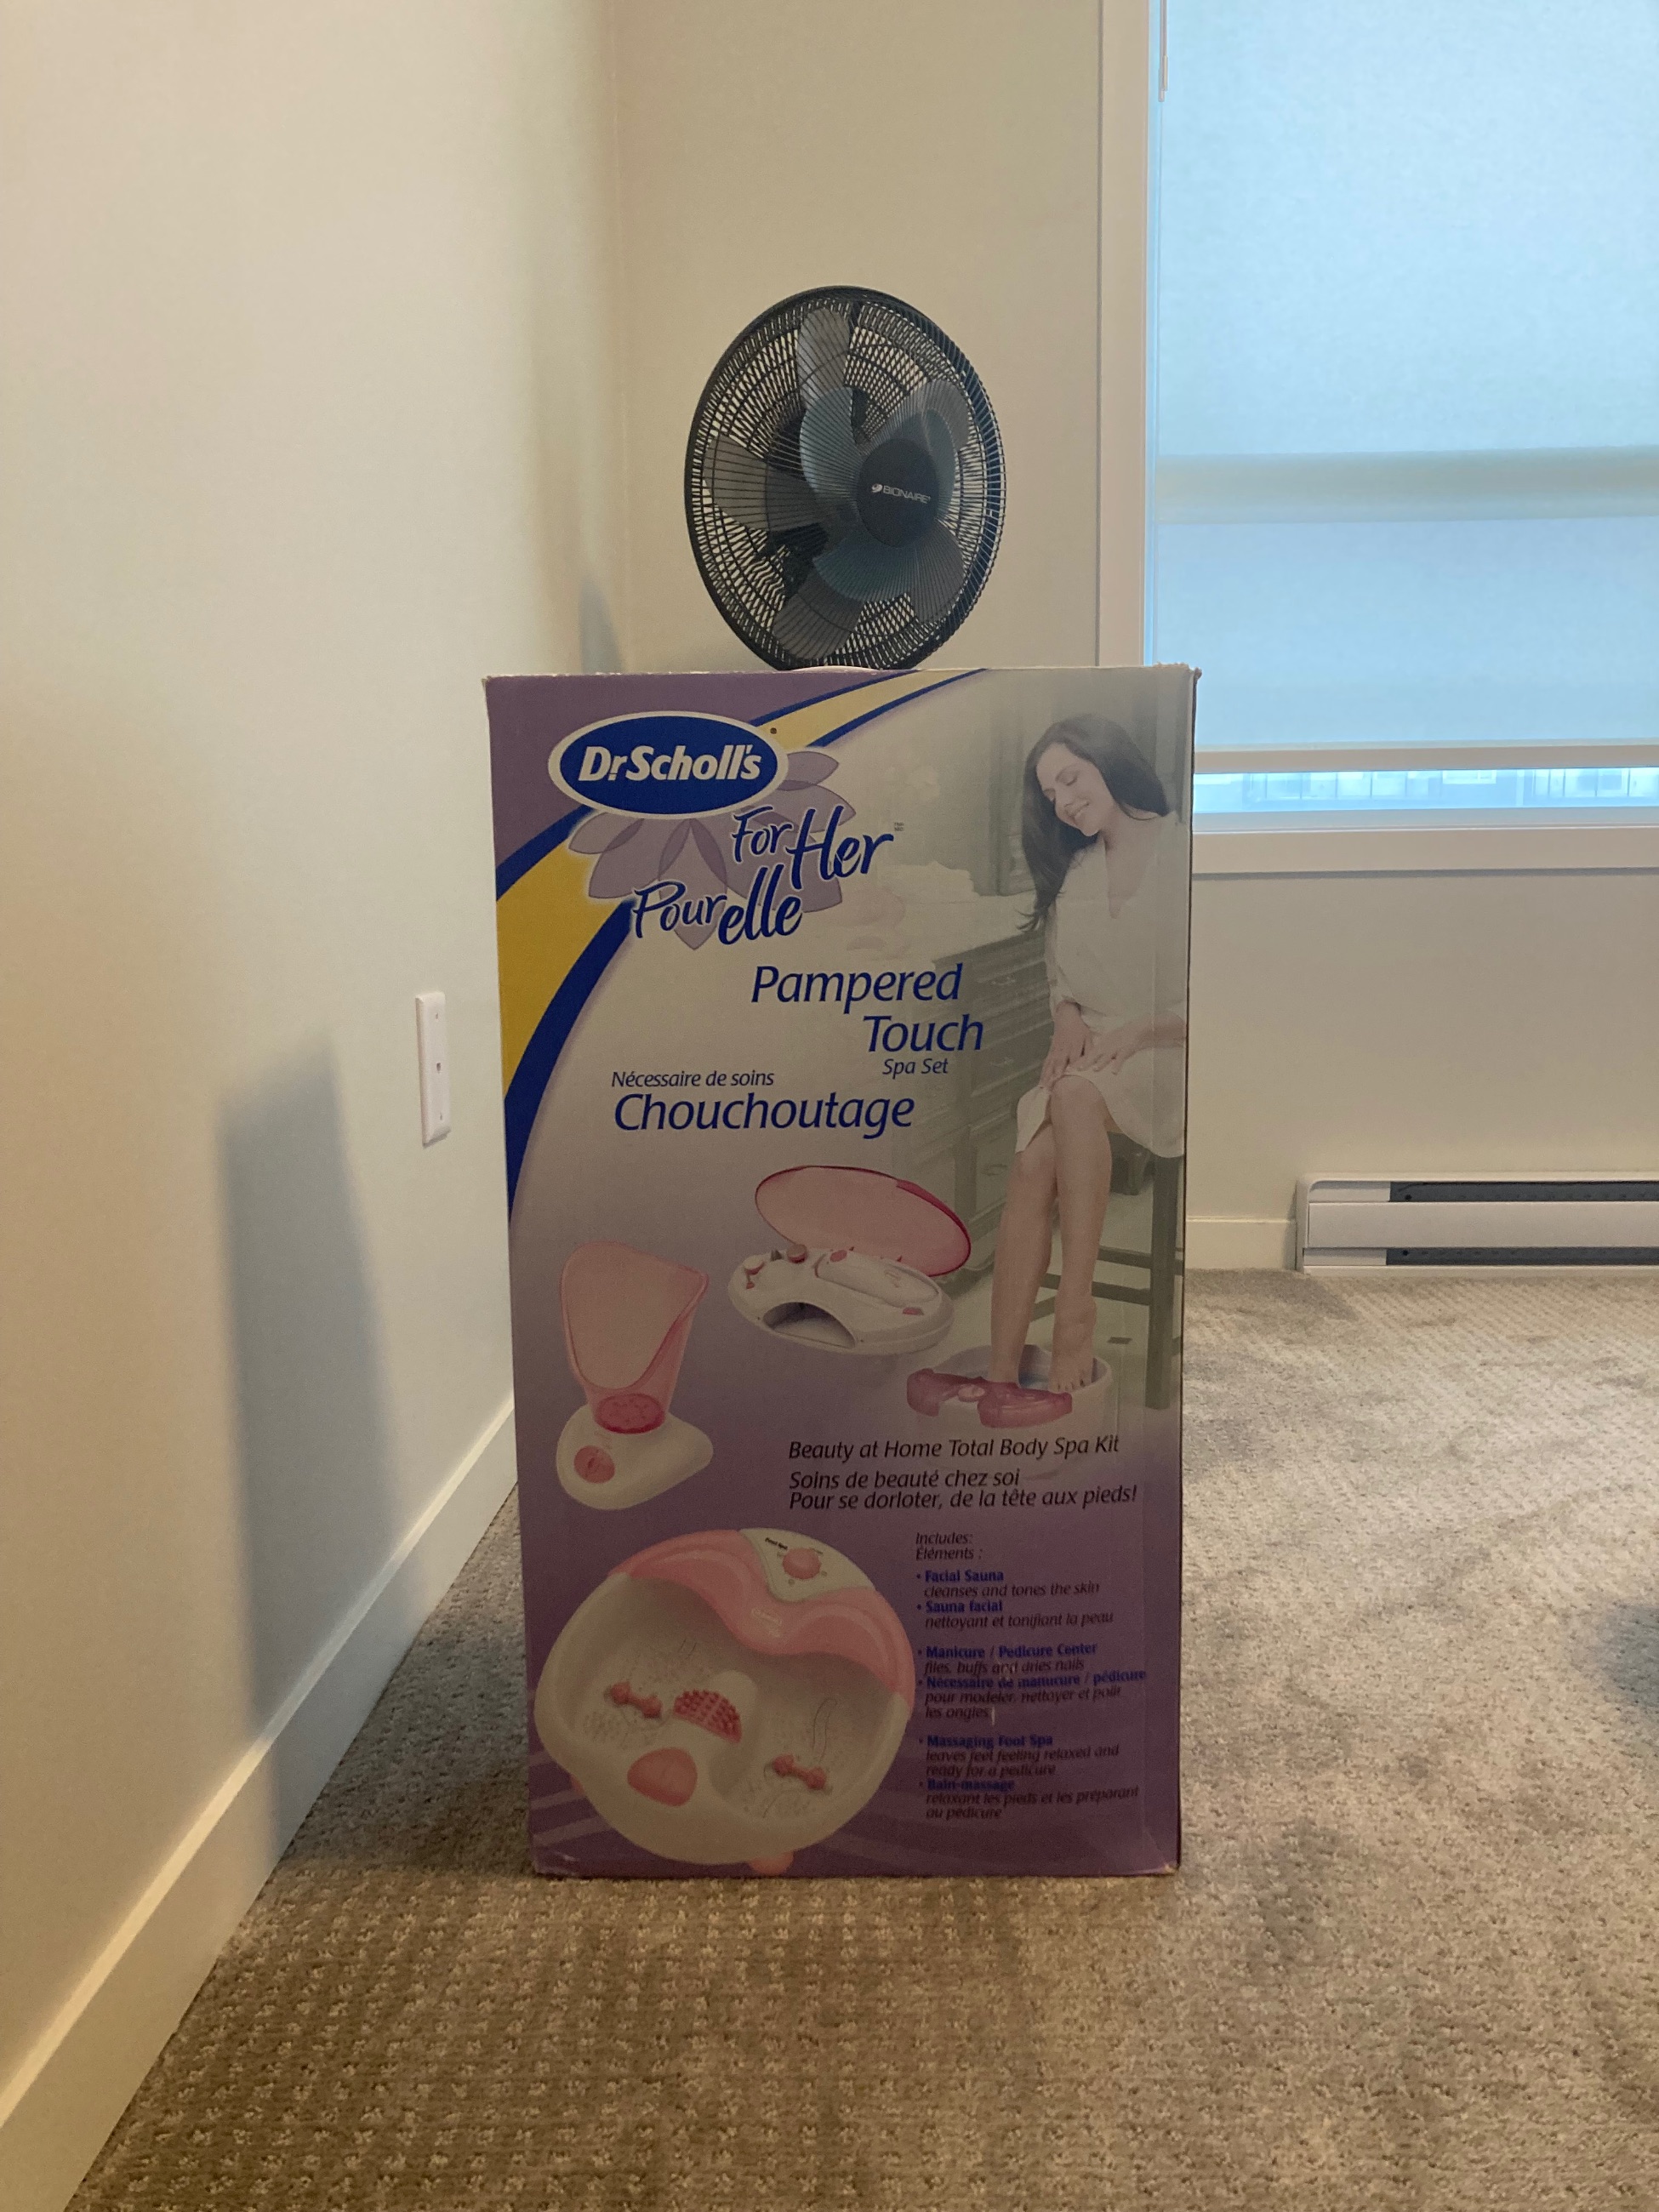 BIONAIRE
Dr Scholl's
For Her
Pour elle
Pampered
Touch
Spa Set
Nécessaire de soins
Chouchoutage
Beauty at Home Total Body Spa Kit
Soins de beauté chez soi
Pour se dorloter, de la tête aux pieds!
Includes:
Éléments :
• Facial Sauna
cleanses and tones the skin
• Sauna facial
nettoyant et tonifiant la peau
• Manicure / Pedicure Center
files, buffs and dries nails
• Nécessaire de manucure / pédicure
pour modeler, nettoyer et polir
les ongles
• Massaging Foot Spa
leaves feet feeling relaxed and
ready for a pedicure
• Bain-massage
relaxant les pieds et les préparant
au pédicure